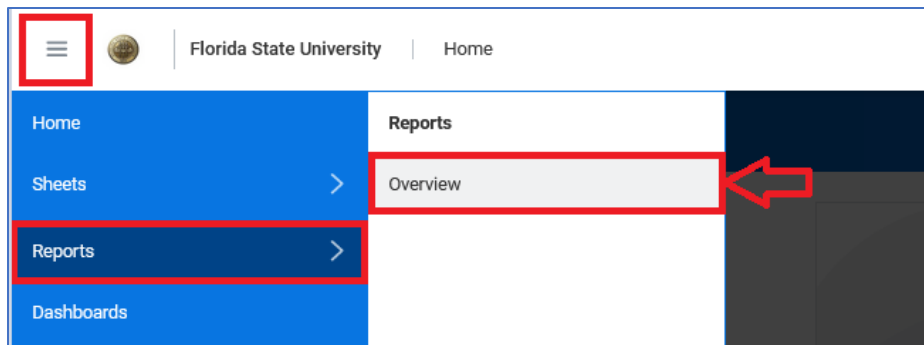 Florida State University | Home
Home
Reports
Sheets
Overview
Reports
Dashboards